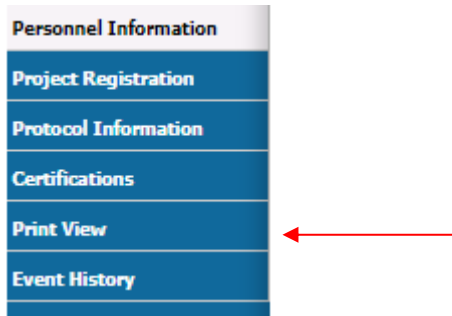 Personnel Information
Project Registration
Protocol Information
Certifications
Print View
Event History